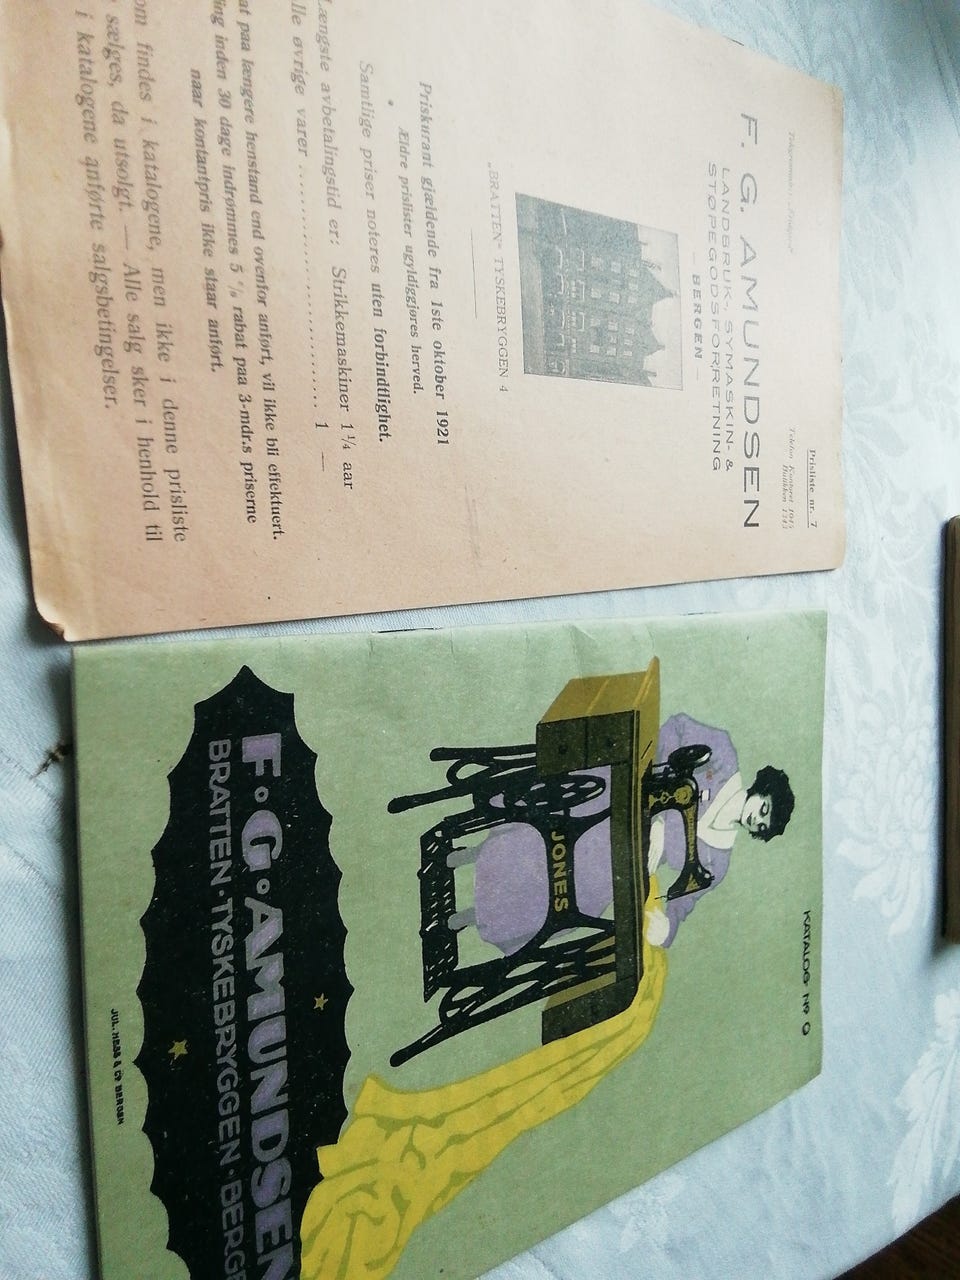 Prisliste nr. 7
Telefon Kontoret 1945
Butikken 1343
F. G. AMUNDSEN
LANDBRUK-, SYMASKIN- &
STØPEGODSFORRETNING
– BERGEN –
„BRATTEN“ TYSKEBRYGGEN 4
Priskurant gjældende fra 1ste oktober 1921
Ældre prislister ugyldiggjøres herved.
Samtlige priser noteres uten forbindtlighet.
Længste avbetalingstid er: Strikkemaskiner 1¼ aar
lle øvrige varer .................... 1 —
at paa længere henstand end ovenfor anført, vil ikke bli effektuert.
ing inden 30 dage indrømmes 5 % rabat paa 3-mdr.s priserne
naar kontantpris ikke staar anført.
om findes i katalogene, men ikke i denne prisliste
sælges, da utsolgt. — Alle salg sker i henhold til
i katalogene anførte salgsbetingelser.
KATALOG No 9
JONES
F. G. AMUNDSEN
BRATTEN · TYSKEBRYGGEN · BERGE
JUL. HESS & Co BERGEN